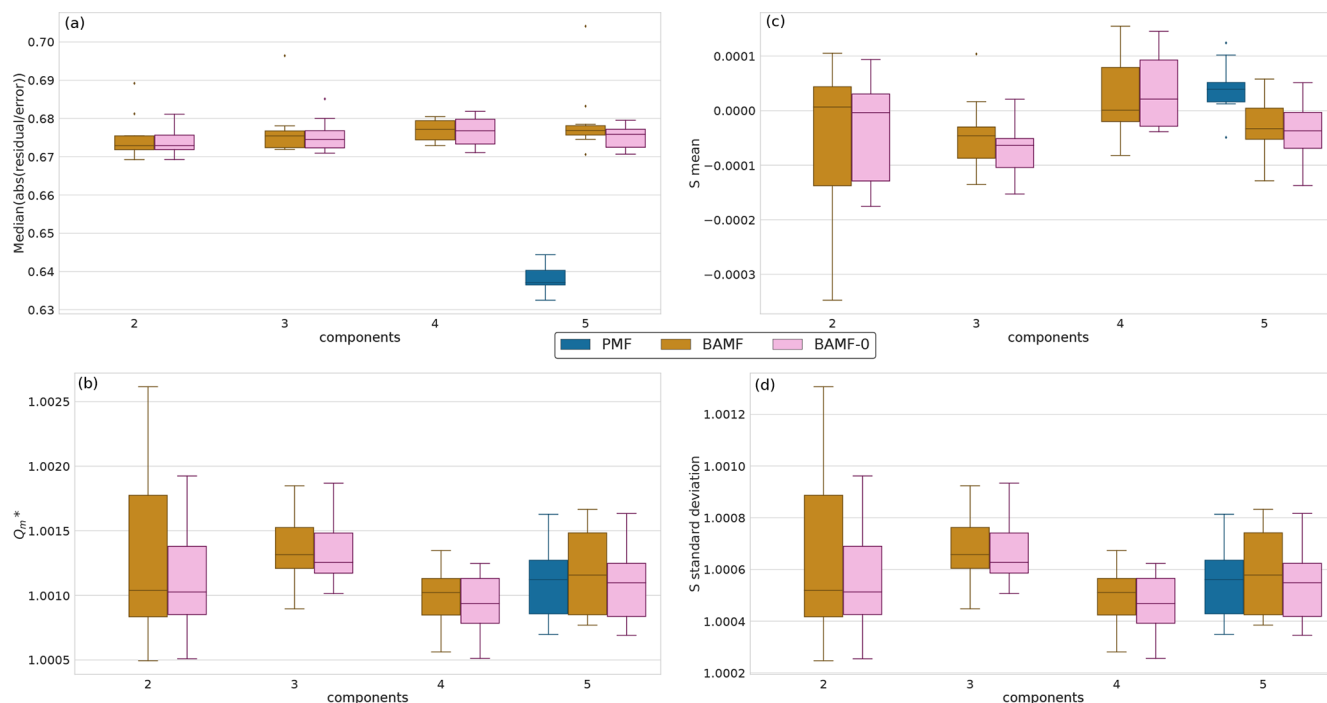 (a)
0.70
0.69
0.68
0.67
0.66
0.65
0.64
0.63
Median(abs(residual/error))
2 3 4 5
components
(c)
0.0001
0.0000
−0.0001
−0.0002
−0.0003
S mean
2 3 4 5
components
PMF BAMF BAMF-0
(b)
1.0025
1.0020
1.0015
1.0010
1.0005
Qm*
2 3 4 5
components
(d)
1.0012
1.0010
1.0008
1.0006
1.0004
1.0002
S standard deviation
2 3 4 5
components